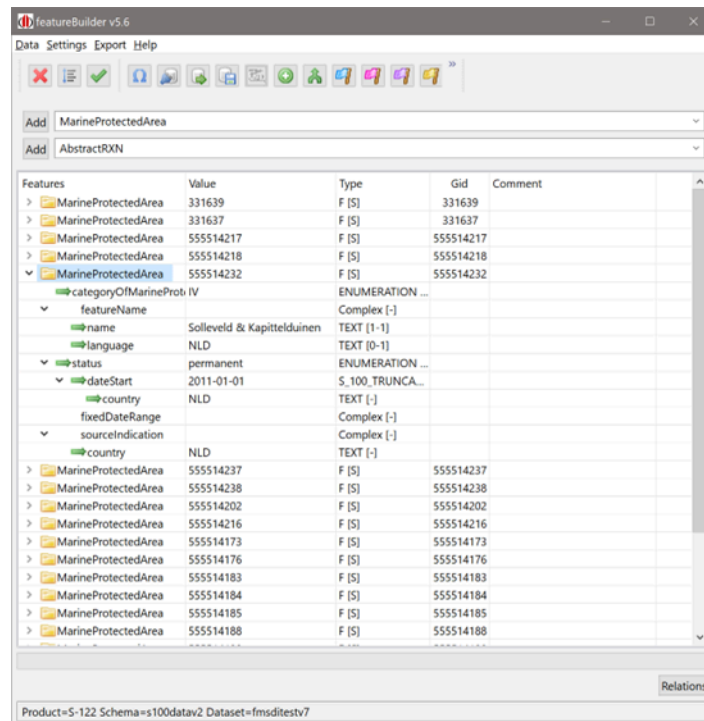 featureBuilder v5.6
Data Settings Export Help
Add MarineProtectedArea
Add AbstractRXN
Features Value Type Gid Comment
MarineProtectedArea 331639 F [S] 331639
MarineProtectedArea 331637 F [S] 331637
MarineProtectedArea 555514217 F [S] 555514217
MarineProtectedArea 555514218 F [S] 555514218
MarineProtectedArea 555514232 F [S] 555514232
categoryOfMarineProt IV ENUMERATION ...
featureName Complex [-]
name Solleveld & Kapittelduinen TEXT [1-1]
language NLD TEXT [0-1]
status permanent ENUMERATION ...
dateStart 2011-01-01 S_100_TRUNCA...
country NLD TEXT [-]
fixedDateRange Complex [-]
sourceIndication Complex [-]
country NLD TEXT [-]
MarineProtectedArea 555514237 F [S] 555514237
MarineProtectedArea 555514238 F [S] 555514238
MarineProtectedArea 555514202 F [S] 555514202
MarineProtectedArea 555514216 F [S] 555514216
MarineProtectedArea 555514173 F [S] 555514173
MarineProtectedArea 555514176 F [S] 555514176
MarineProtectedArea 555514183 F [S] 555514183
MarineProtectedArea 555514184 F [S] 555514184
MarineProtectedArea 555514185 F [S] 555514185
MarineProtectedArea 555514188 F [S] 555514188
Relations
Product=S-122 Schema=s100datav2 Dataset=fmsditestv7